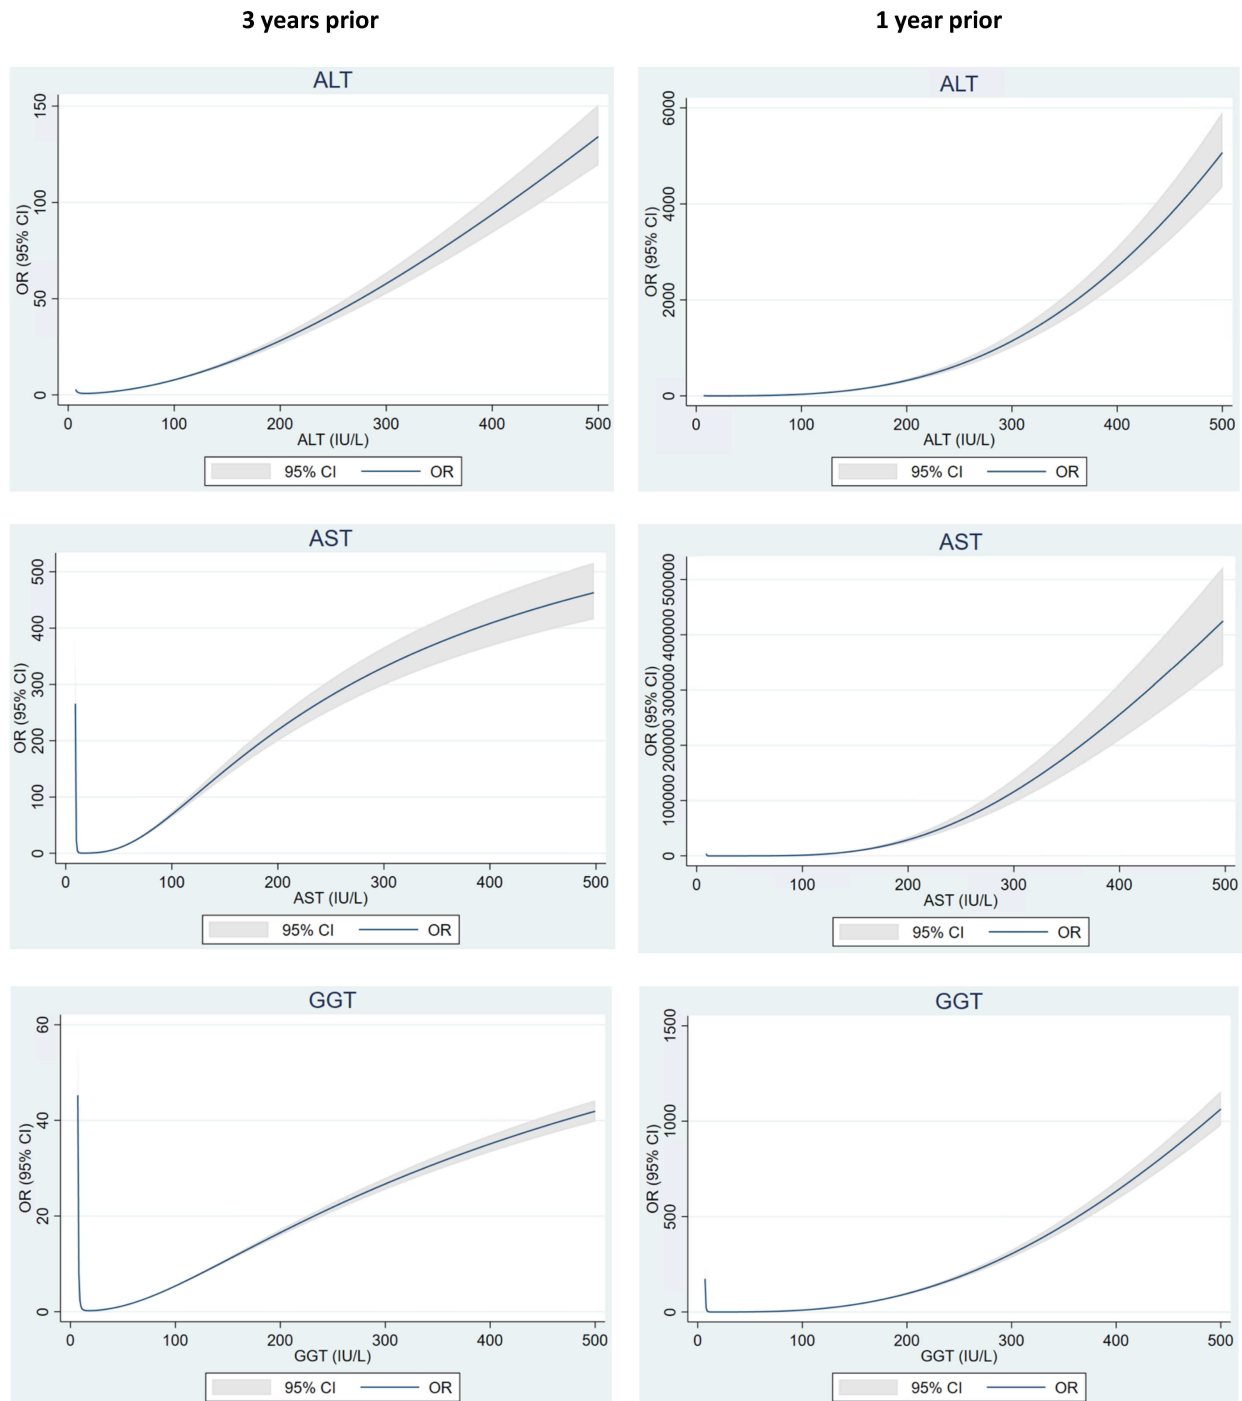 3 years prior
1 year prior
ALT
OR (95% CI)
150
100
50
0
0 100 200 300 400 500
ALT (IU/L)
95% CI OR
ALT
OR (95% CI)
6000
4000
2000
0
0 100 200 300 400 500
ALT (IU/L)
95% CI OR
AST
OR (95% CI)
500
400
300
200
100
0
0 100 200 300 400 500
AST (IU/L)
95% CI OR
AST
OR (95% CI)
500000
400000
300000
200000
100000
0
0 100 200 300 400 500
AST (IU/L)
95% CI OR
GGT
OR (95% CI)
60
40
20
0
0 100 200 300 400 500
GGT (IU/L)
95% CI OR
GGT
OR (95% CI)
1500
1000
500
0
0 100 200 300 400 500
GGT (IU/L)
95% CI OR